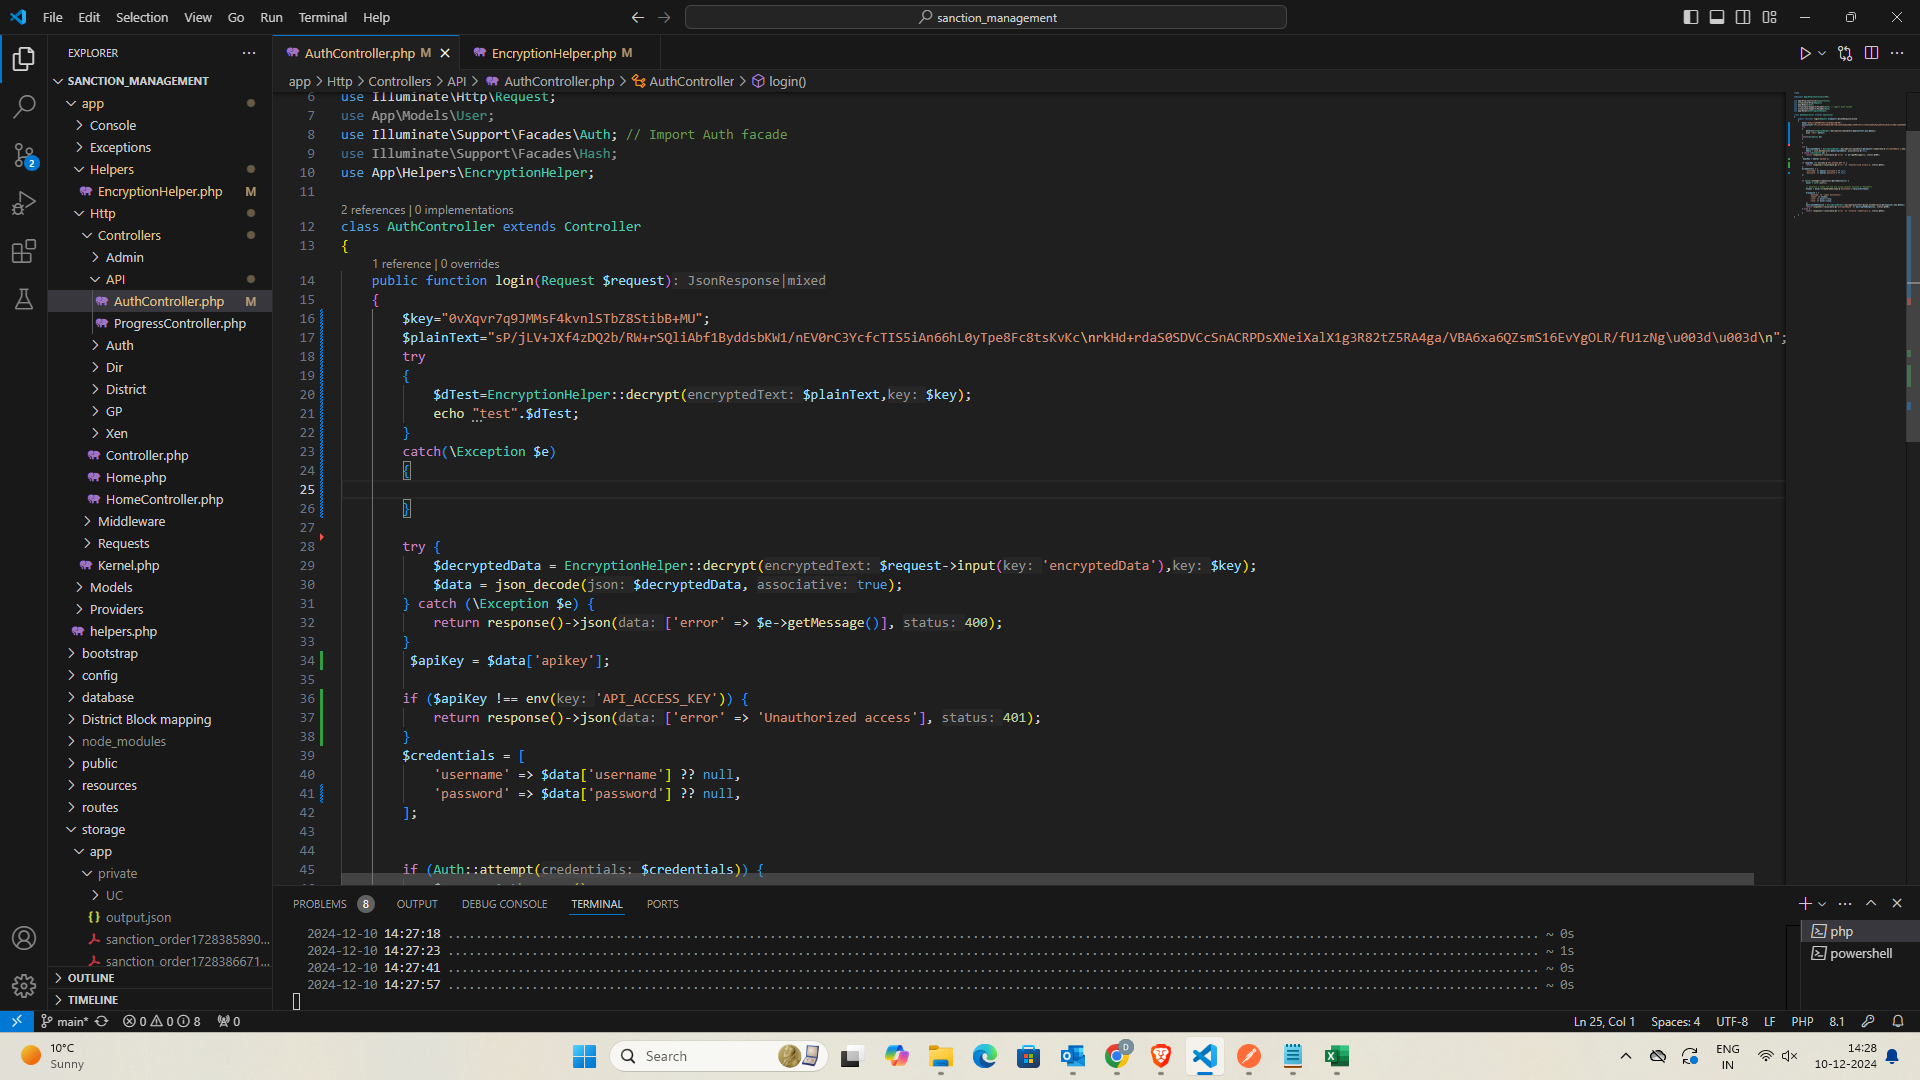 File Edit Selection View Go Run Terminal Help
sanction_management
EXPLORER
SANCTION_MANAGEMENT
app
Console
Exceptions
Helpers
EncryptionHelper.php M
Http
Controllers
Admin
API
AuthController.php M
ProgressController.php
Auth
Dir
District
GP
Xen
Controller.php
Home.php
HomeController.php
Middleware
Requests
Kernel.php
Models
Providers
helpers.php
bootstrap
config
database
District Block mapping
node_modules
public
resources
routes
storage
app
private
UC
output.json
sanction_order1728385890...
sanction_order1728386671...
OUTLINE
TIMELINE
2
AuthController.php M
EncryptionHelper.php M
app > Http > Controllers > API > AuthController.php > AuthController > login()
6 use Illuminate\Http\Request;
7 use App\Models\User;
8 use Illuminate\Support\Facades\Auth; // Import Auth facade
9 use Illuminate\Support\Facades\Hash;
10 use App\Helpers\EncryptionHelper;
11
2 references | 0 implementations
12 class AuthController extends Controller
13 {
1 reference | 0 overrides
14 public function login(Request $request): JsonResponse|mixed
15 {
16 $key="0vXqvr7q9JMMsF4kvnlSTbZ8StibB+MU";
17 $plainText="sP/jLV+JXf4zDQ2b/RW+rSQliAbf1ByddsbKW1/nEV0rC3YcfcTIS5iAn66hL0yTpe8Fc8tsKvKc\nrkHd+rdaS0SDVCcSnACRPDsXNeiXalX1g3R82tZ5RA4ga/VBA6xa6QZsmS16EvYgOLR/fU1zNg\u003d\u003d\n";
18 try
19 {
20 $dTest=EncryptionHelper::decrypt(encryptedText: $plainText,key: $key);
21 echo "test".$dTest;
22 }
23 catch(\Exception $e)
24 {
25
26 }
27
28 try {
29 $decryptedData = EncryptionHelper::decrypt(encryptedText: $request->input(key: 'encryptedData'),key: $key);
30 $data = json_decode(json: $decryptedData, associative: true);
31 } catch (\Exception $e) {
32 return response()->json(data: ['error' => $e->getMessage()], status: 400);
33 }
34 $apiKey = $data['apikey'];
35
36 if ($apiKey !== env(key: 'API_ACCESS_KEY')) {
37 return response()->json(data: ['error' => 'Unauthorized access'], status: 401);
38 }
39 $credentials = [
40 'username' => $data['username'] ?? null,
41 'password' => $data['password'] ?? null,
42 ];
43
44
45 if (Auth::attempt(credentials: $credentials)) {
PROBLEMS 8 OUTPUT DEBUG CONSOLE TERMINAL PORTS
2024-12-10 14:27:18 ........ ~ 0s
2024-12-10 14:27:23 ........ ~ 1s
2024-12-10 14:27:41 ........ ~ 0s
2024-12-10 14:27:57 ........ ~ 0s
php
powershell
main* 0 0 8 0
Ln 25, Col 1 Spaces: 4 UTF-8 LF PHP 8.1
10°C
Sunny
Search
D
ENG
IN
14:28
10-12-2024